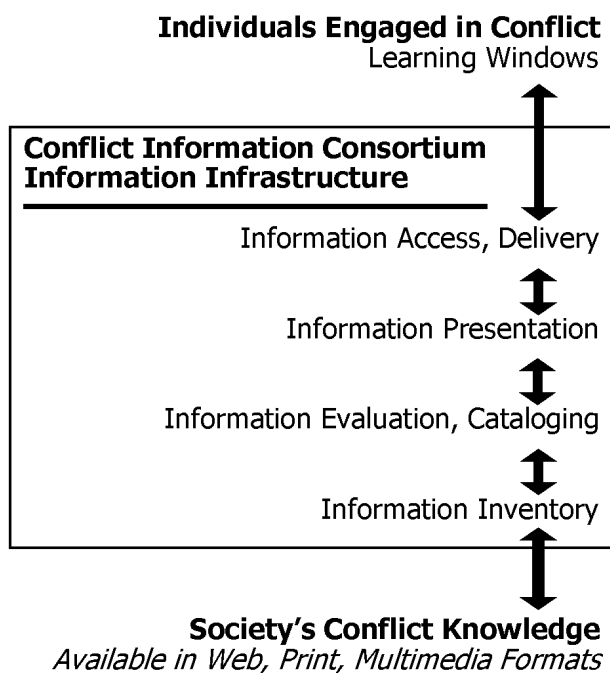 Individuals Engaged in Conflict
Learning Windows
Conflict Information Consortium
Information Infrastructure
Information Access, Delivery
Information Presentation
Information Evaluation, Cataloging
Information Inventory
Society’s Conflict Knowledge
Available in Web, Print, Multimedia Formats